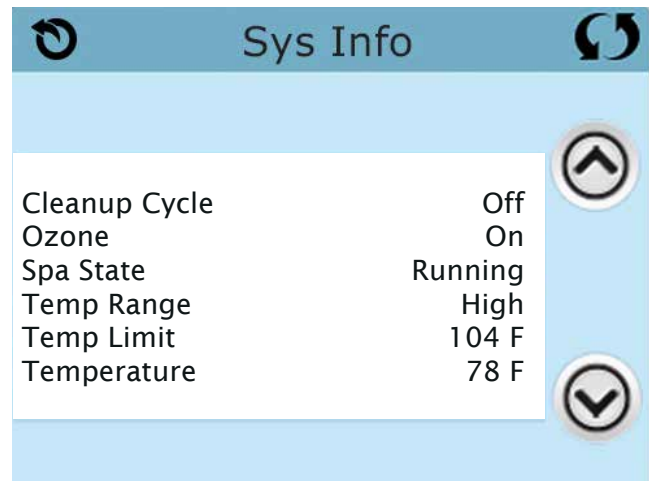 Sys Info
Cleanup Cycle Off
Ozone On
Spa State Running
Temp Range High
Temp Limit 104 F
Temperature 78 F